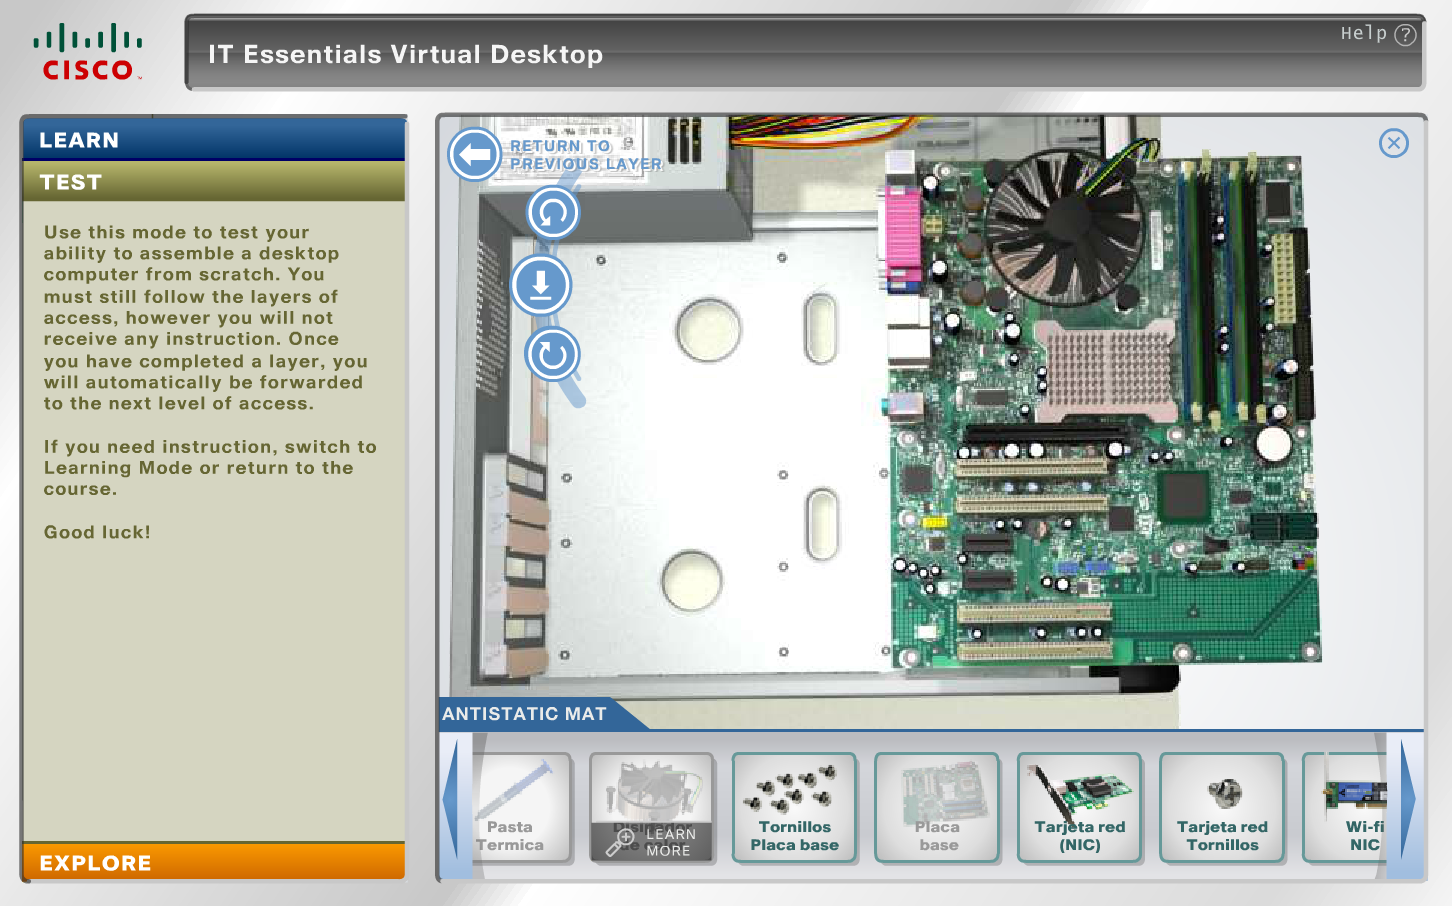 CISCO
IT Essentials Virtual Desktop
Help ?
LEARN
TEST
Use this mode to test your
ability to assemble a desktop
computer from scratch. You
must still follow the layers of
access, however you will not
receive any instruction. Once
you have completed a layer, you
will automatically be forwarded
to the next level of access.
If you need instruction, switch to
Learning Mode or return to the
course.
Good luck!
EXPLORE
RETURN TO
PREVIOUS LAYER
ANTISTATIC MAT
Pasta
Termica
LEARN
MORE
Tornillos
Placa base
Placa
base
Tarjeta red
(NIC)
Tarjeta red
Tornillos
Wi-fi
NIC